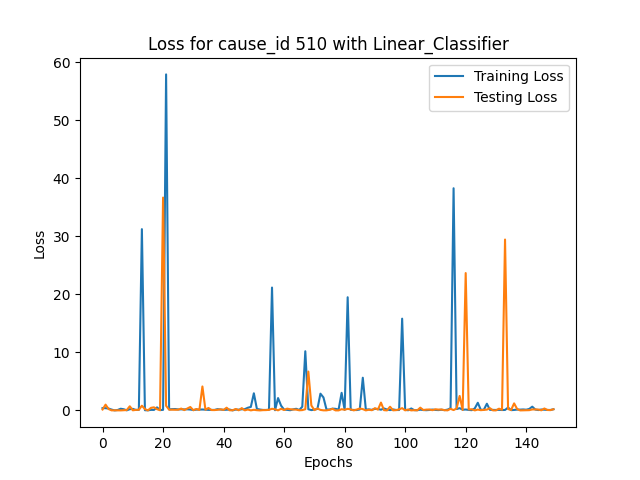 Loss for cause_id 510 with Linear_Classifier
Training Loss
Testing Loss
60
50
40
30
20
10
0
Loss
0 20 40 60 80 100 120 140
Epochs